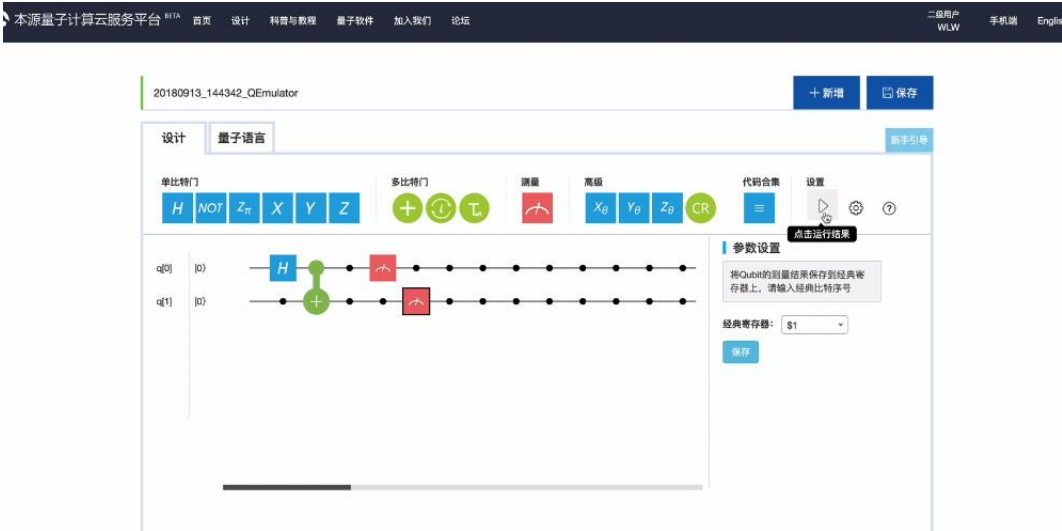 本源量子计算云服务平台 BETA 首页 设计 科普与教程 量子软件 加入我们 论坛 二级用户 WLW 手机端 Englis
20180913_144342_QEmulator ＋新增 保存
设计 量子语言 新手引导
单比特门 多比特门 测量 高级 代码合集 设置
H NOT Zπ X Y Z Xθ Yθ Zθ CR
点击运行结果
参数设置
将Qubit的测量结果保存到经典寄
存器上，请输入经典比特序号
q[0] |0⟩ H
q[1] |0⟩
经典寄存器： $1
保存